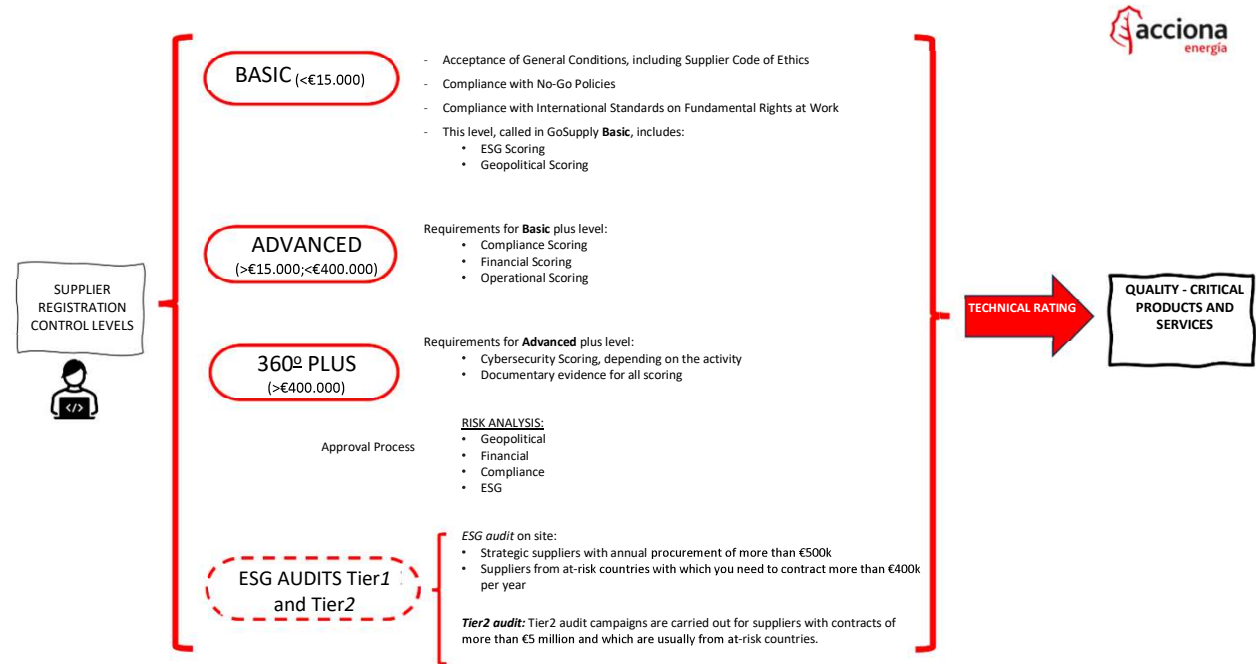 acciona
energía
BASIC (<€15.000)
- Acceptance of General Conditions, including Supplier Code of Ethics
- Compliance with No-Go Policies
- Compliance with International Standards on Fundamental Rights at Work
- This level, called in GoSupply Basic, includes:
• ESG Scoring
• Geopolitical Scoring
ADVANCED
(>€15.000;<€400.000)
Requirements for Basic plus level:
• Compliance Scoring
• Financial Scoring
• Operational Scoring
SUPPLIER
REGISTRATION
CONTROL LEVELS
</>
TECHNICAL RATING
QUALITY - CRITICAL
PRODUCTS AND
SERVICES
360º PLUS
(>€400.000)
Requirements for Advanced plus level:
• Cybersecurity Scoring, depending on the activity
• Documentary evidence for all scoring
Approval Process
RISK ANALYSIS:
• Geopolitical
• Financial
• Compliance
• ESG
ESG AUDITS Tier1
and Tier2
ESG audit on site:
• Strategic suppliers with annual procurement of more than €500k
• Suppliers from at-risk countries with which you need to contract more than €400k
per year
Tier2 audit: Tier2 audit campaigns are carried out for suppliers with contracts of
more than €5 million and which are usually from at-risk countries.